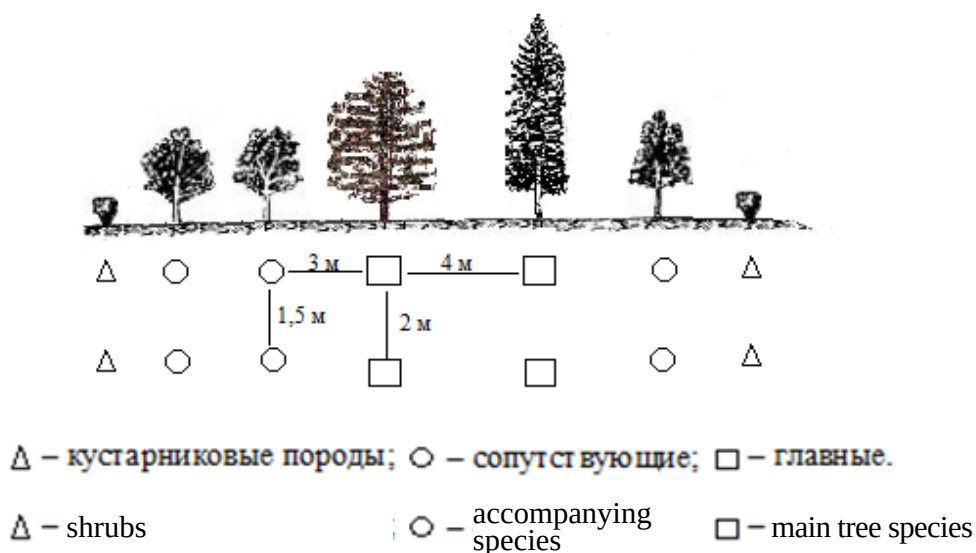 3 м 4 м
1,5 м 2 м
△ – кустарниковые породы; ○ – сопутствующие; □ – главные.
△ – shrubs ; ○ – accompanying species □ – main tree species